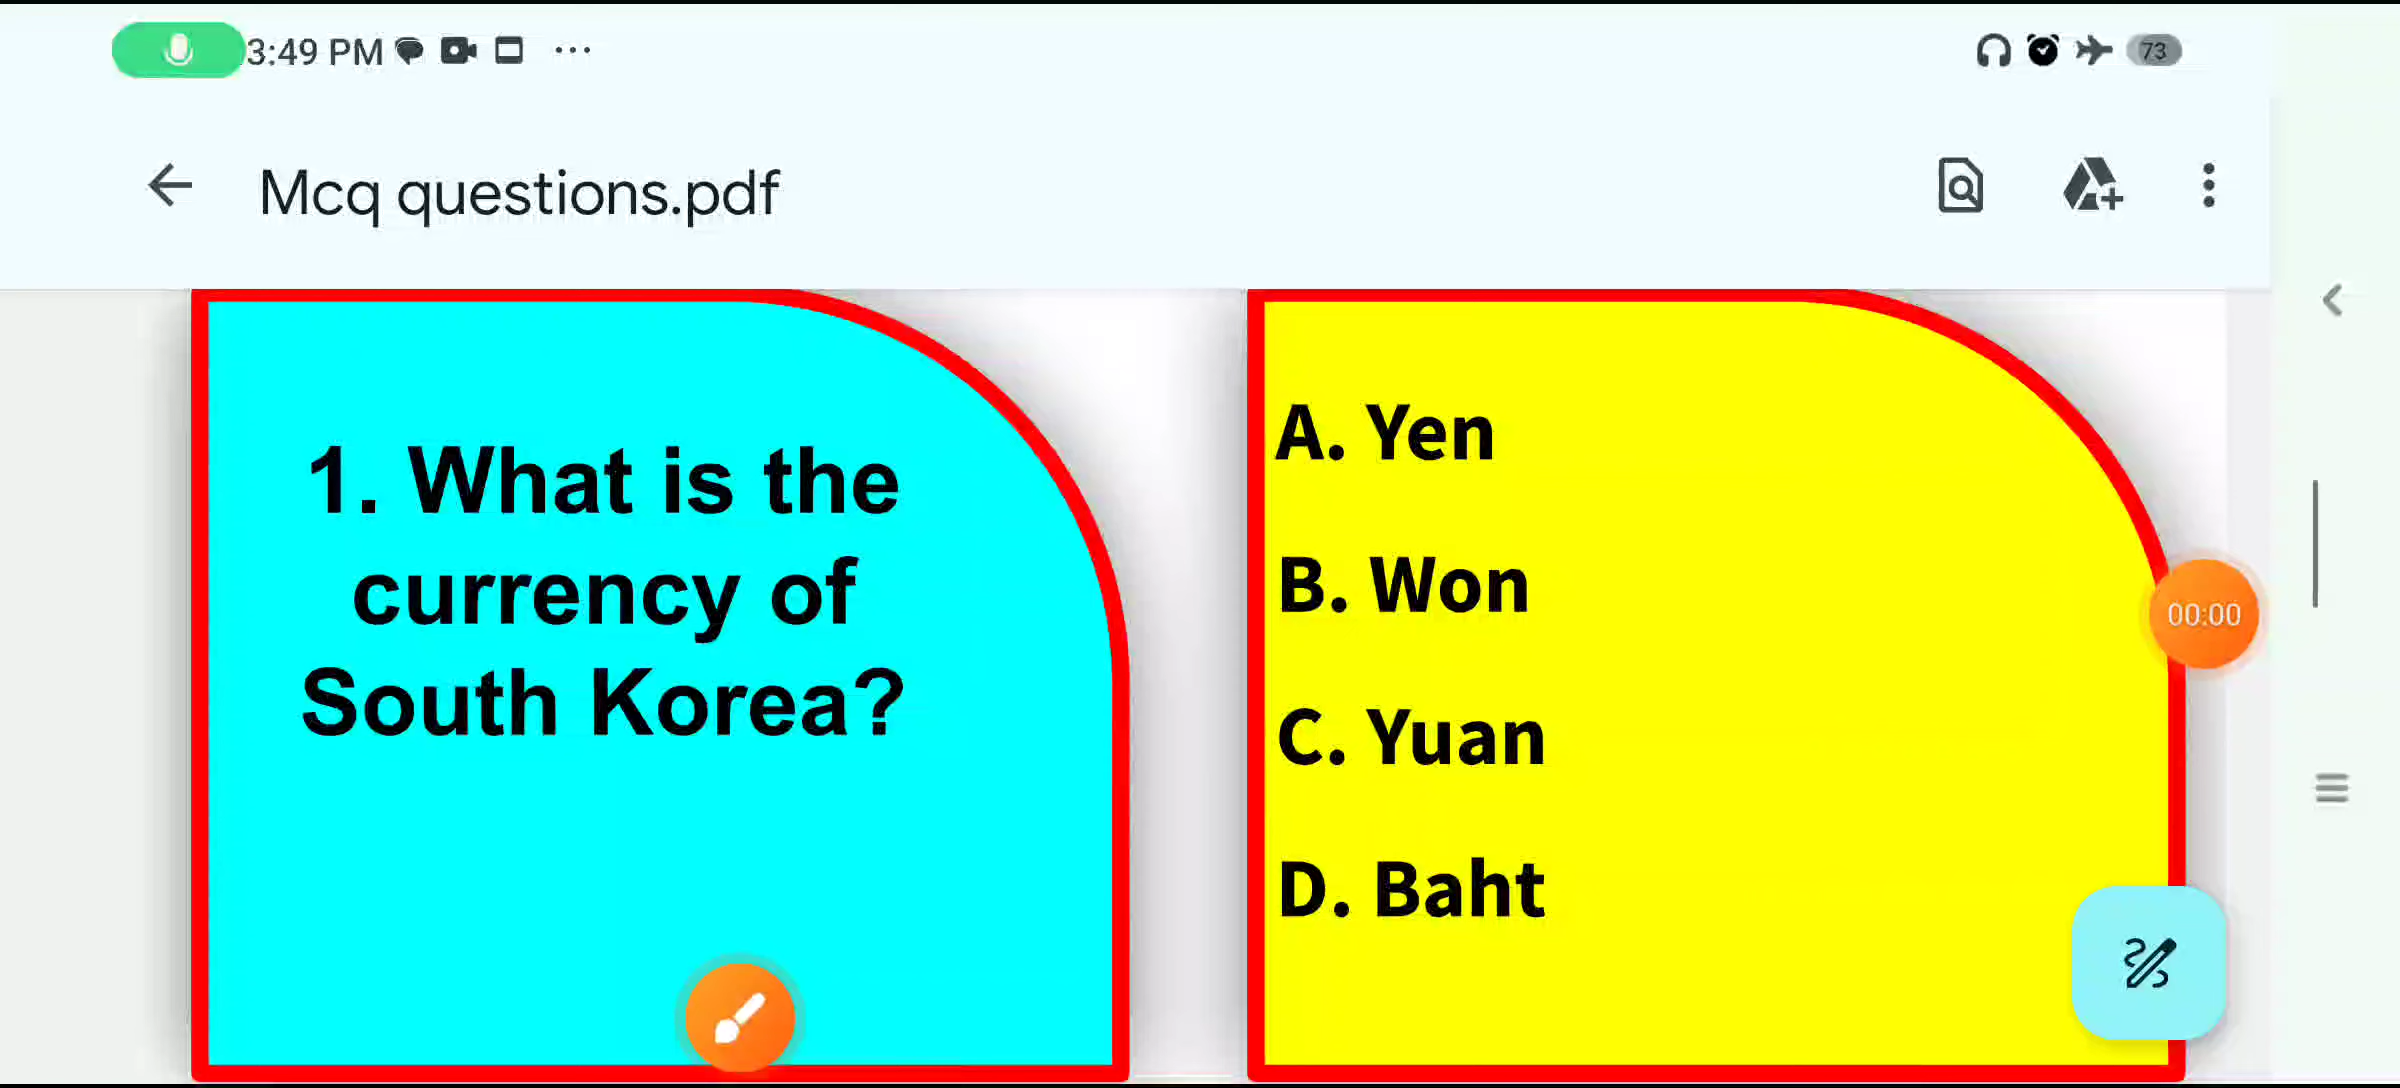 3:49 PM
73
Mcq questions.pdf
1. What is the
currency of
South Korea?
A. Yen
B. Won
C. Yuan
D. Baht
00:00